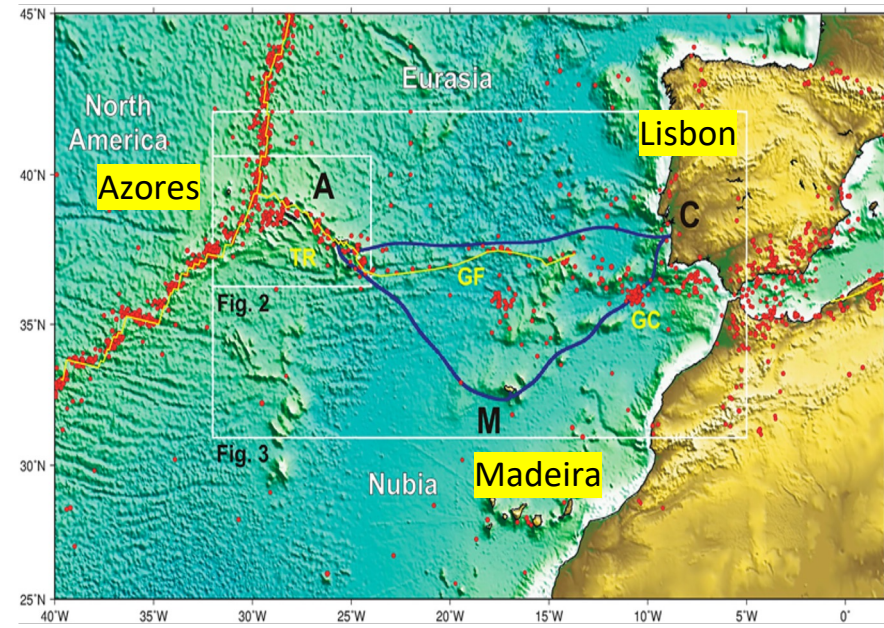 45˚N
Eurasia
North
America
Lisbon
40˚N
Azores
A
C
TR
GF
Fig. 2
35˚N
GC
M
30˚N
Fig. 3
Madeira
Nubia
25˚N
40˚W
35˚W
30˚W
25˚W
20˚W
15˚W
10˚W
5˚W
0˚